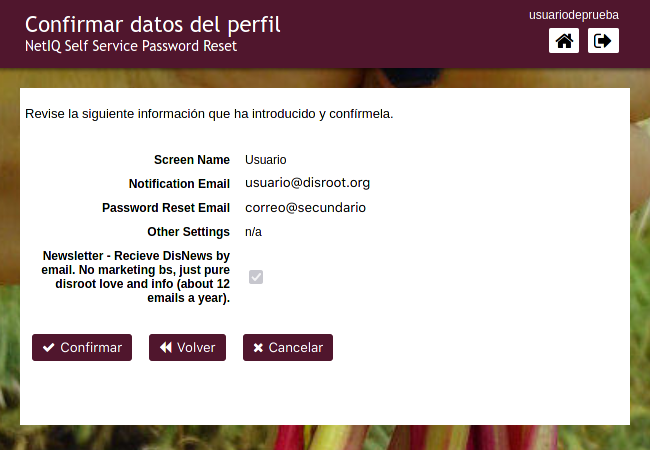 Confirmar datos del perfil
usuariodeprueba
NetIQ Self Service Password Reset
Revise la siguiente información que ha introducido y confírmela.
Screen Name Usuario
Notification Email usuario@disroot.org
Password Reset Email correo@secundario
Other Settings n/a
Newsletter - Recieve DisNews by
email. No marketing bs, just pure
disroot love and info (about 12
emails a year).
Confirmar Volver Cancelar